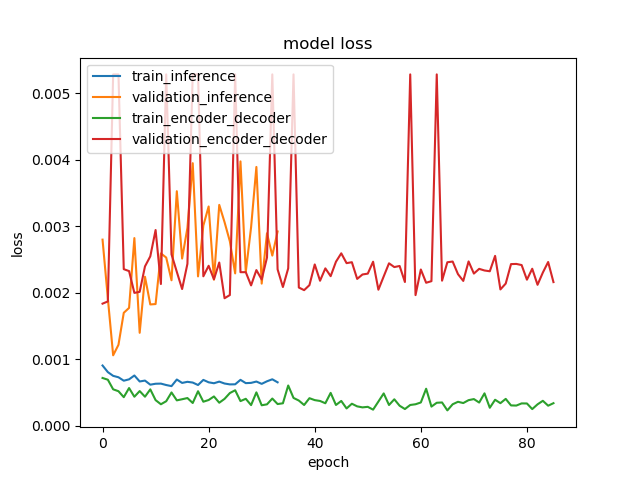 model loss
train_inference
validation_inference
train_encoder_decoder
validation_encoder_decoder
loss
0.005
0.004
0.003
0.002
0.001
0.000
0
20
40
60
80
epoch